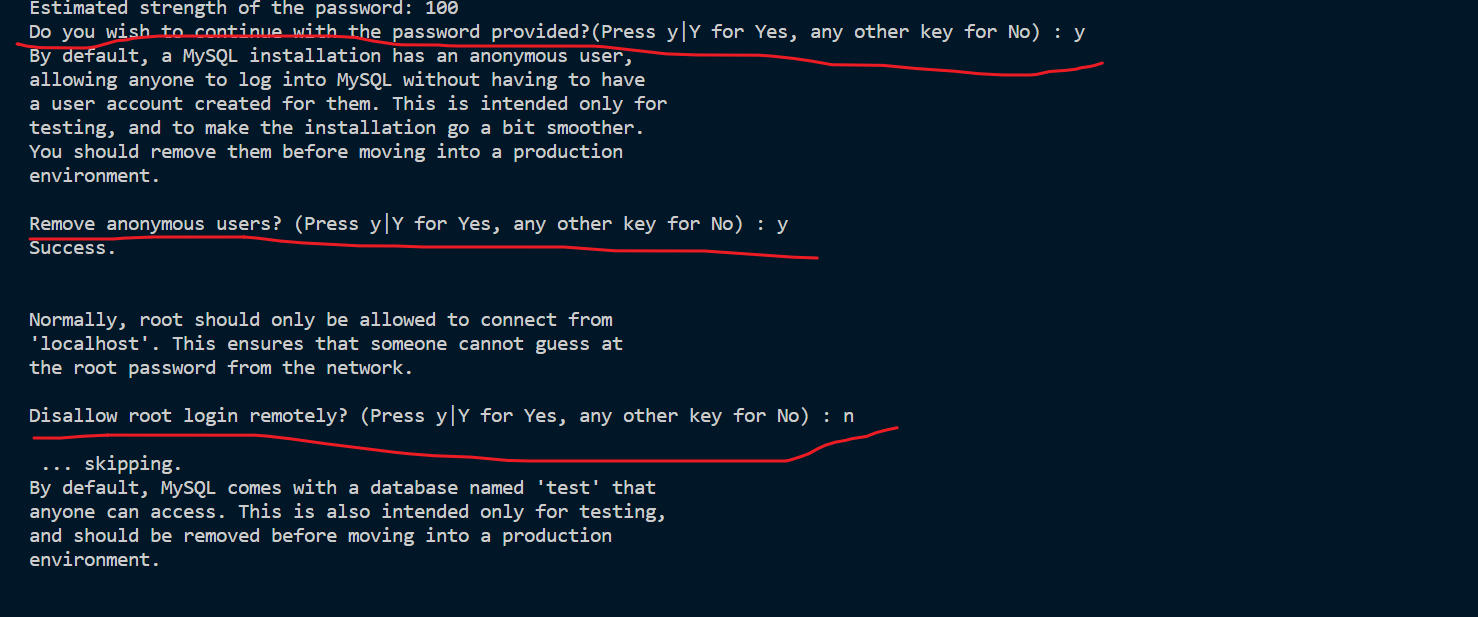 Estimated strength of the password: 100
Do you wish to continue with the password provided?(Press y|Y for Yes, any other key for No) : y
By default, a MySQL installation has an anonymous user,
allowing anyone to log into MySQL without having to have
a user account created for them. This is intended only for
testing, and to make the installation go a bit smoother.
You should remove them before moving into a production
environment.
Remove anonymous users? (Press y|Y for Yes, any other key for No) : y
Success.
Normally, root should only be allowed to connect from
'localhost'. This ensures that someone cannot guess at
the root password from the network.
Disallow root login remotely? (Press y|Y for Yes, any other key for No) : n
... skipping.
By default, MySQL comes with a database named 'test' that
anyone can access. This is also intended only for testing,
and should be removed before moving into a production
environment.